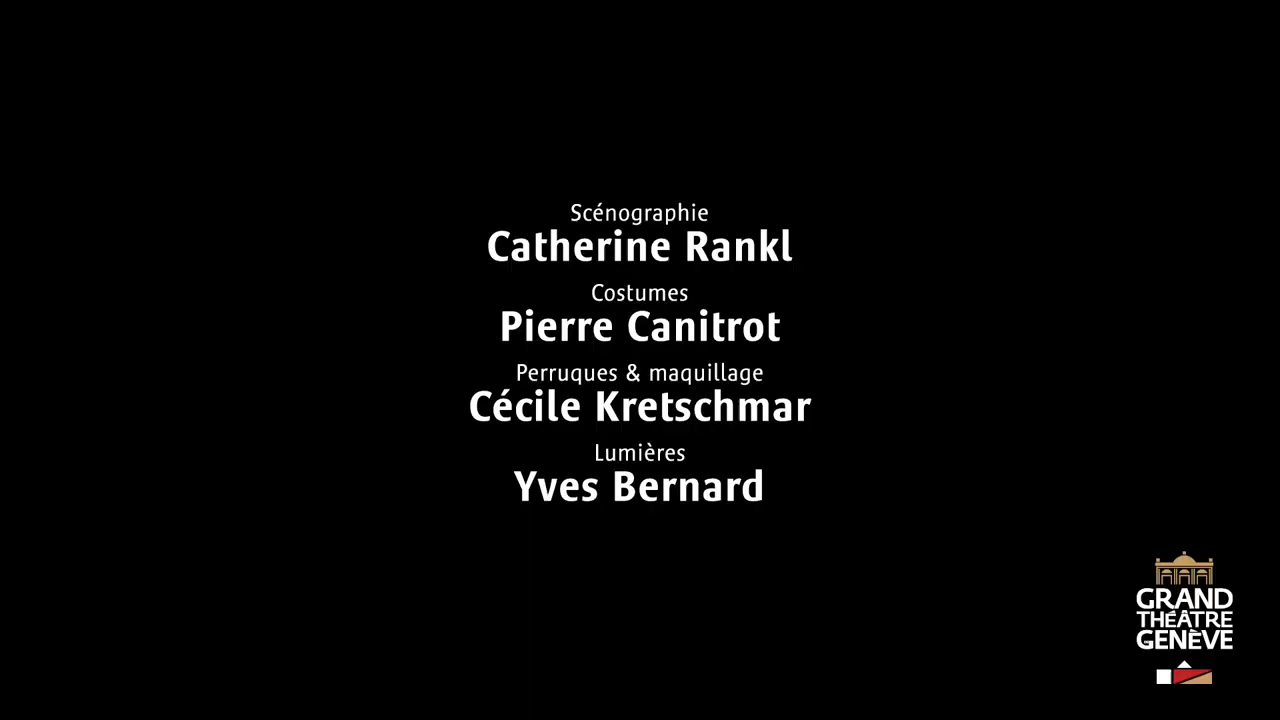 Scénographie
Catherine Rankl
Costumes
Pierre Canitrot
Perruques & maquillage
Cécile Kretschmar
Lumières
Yves Bernard
GRAND
THÉÂTRE
GENÈVE